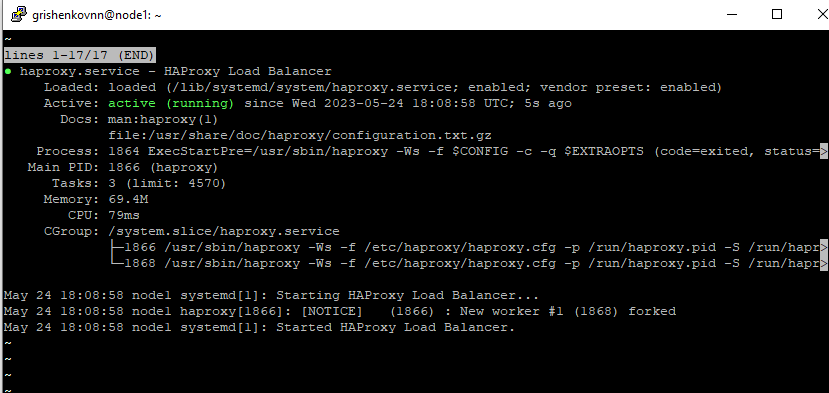 grishenkovnn@node1: ~
~
lines 1-17/17 (END)
● haproxy.service - HAProxy Load Balancer
     Loaded: loaded (/lib/systemd/system/haproxy.service; enabled; vendor preset: enabled)
     Active: active (running) since Wed 2023-05-24 18:08:58 UTC; 5s ago
       Docs: man:haproxy(1)
             file:/usr/share/doc/haproxy/configuration.txt.gz
    Process: 1864 ExecStartPre=/usr/sbin/haproxy -Ws -f $CONFIG -c -q $EXTRAOPTS (code=exited, status=>
   Main PID: 1866 (haproxy)
      Tasks: 3 (limit: 4570)
     Memory: 69.4M
        CPU: 79ms
     CGroup: /system.slice/haproxy.service
             ├─1866 /usr/sbin/haproxy -Ws -f /etc/haproxy/haproxy.cfg -p /run/haproxy.pid -S /run/hapr>
             └─1868 /usr/sbin/haproxy -Ws -f /etc/haproxy/haproxy.cfg -p /run/haproxy.pid -S /run/hapr>
May 24 18:08:58 node1 systemd[1]: Starting HAProxy Load Balancer...
May 24 18:08:58 node1 haproxy[1866]: [NOTICE]   (1866) : New worker #1 (1868) forked
May 24 18:08:58 node1 systemd[1]: Started HAProxy Load Balancer.
~
~
~
~